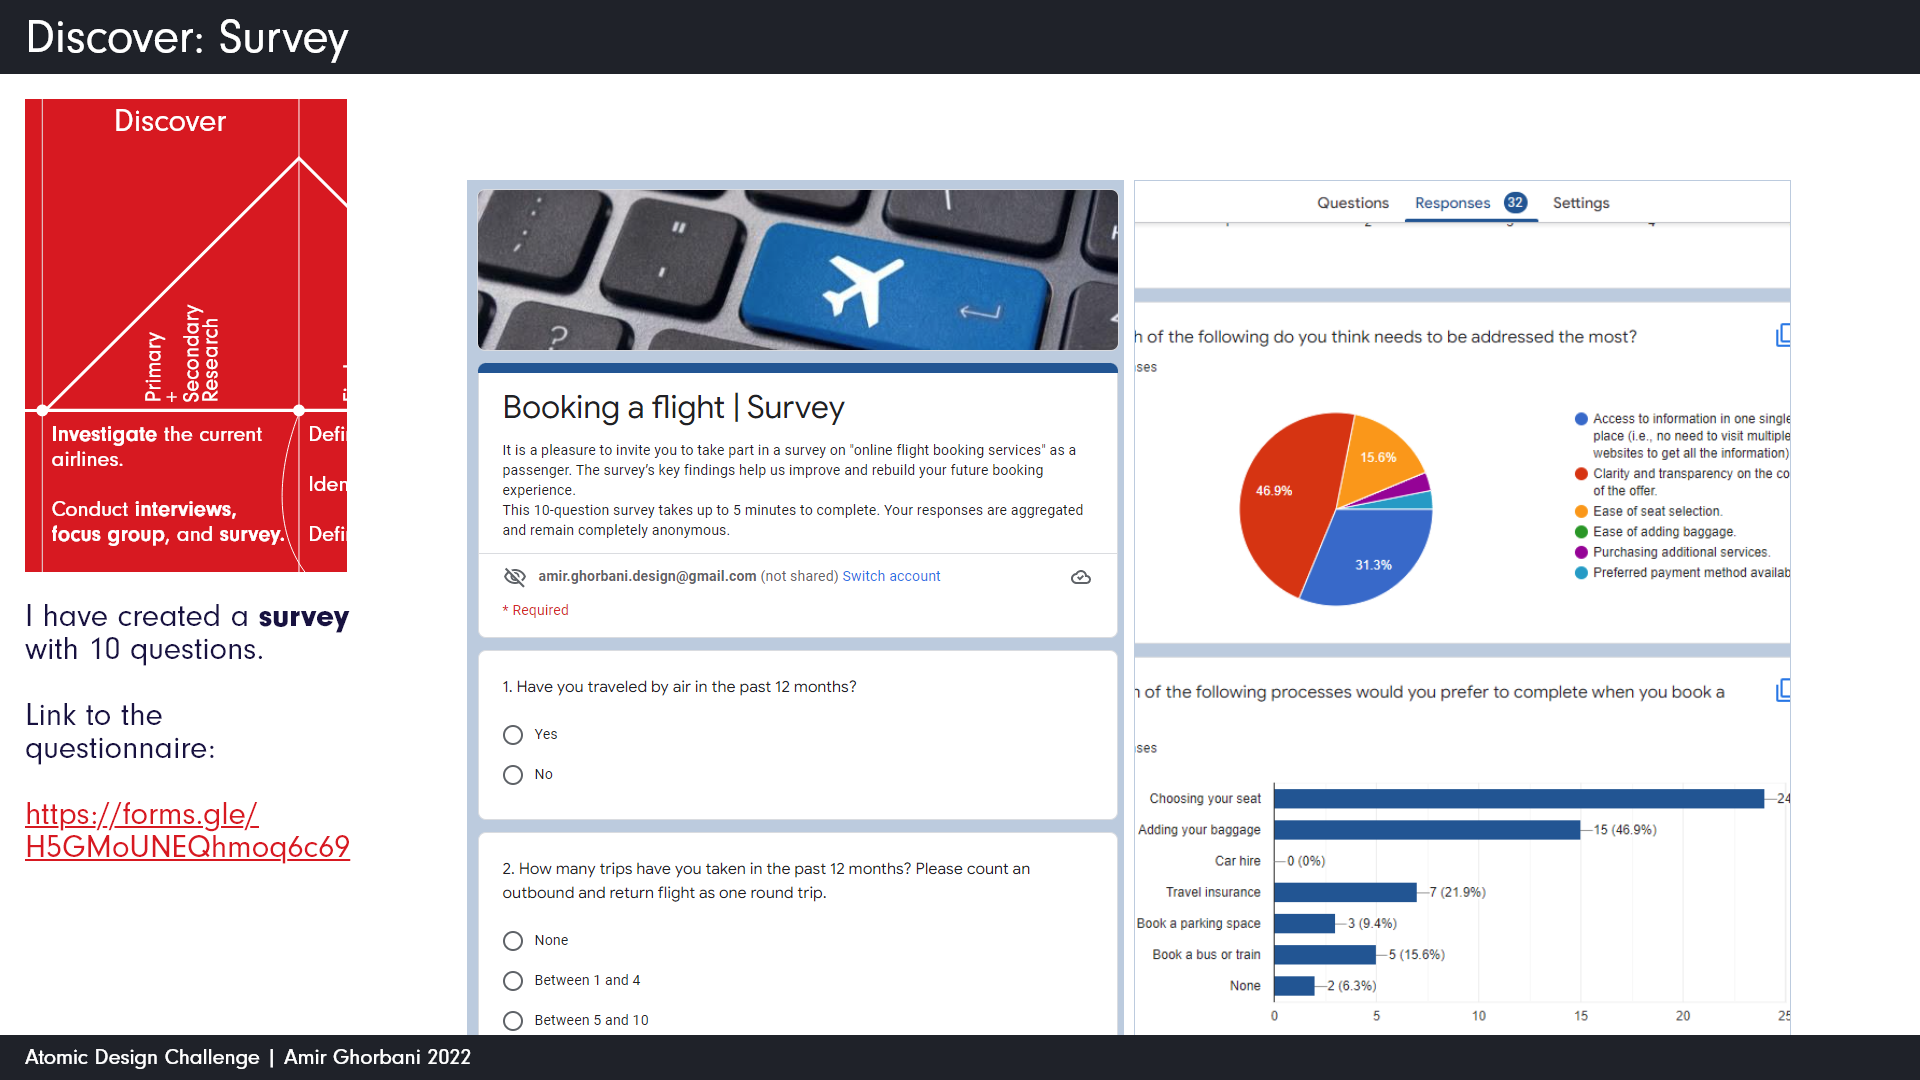 Discover: Survey
Discover
Primary
+
Secondary
Research
Investigate the current
airlines.
Conduct interviews,
focus group, and survey.
Defi
Iden
Defi
I have created a survey
with 10 questions.
Link to the
questionnaire:
https://forms.gle/
H5GMoUNEQhmoq6c69
Booking a flight | Survey
It is a pleasure to invite you to take part in a survey on "online flight booking services" as a
passenger. The survey's key findings help us improve and rebuild your future booking
experience.
This 10-question survey takes up to 5 minutes to complete. Your responses are aggregated
and remain completely anonymous.
amir.ghorbani.design@gmail.com (not shared) Switch account
* Required
1. Have you traveled by air in the past 12 months?
Yes
No
2. How many trips have you taken in the past 12 months? Please count an
outbound and return flight as one round trip.
None
Between 1 and 4
Between 5 and 10
Questions Responses 32 Settings
h of the following do you think needs to be addressed the most?
ses
46.9%
15.6%
31.3%
Access to information in one single
place (i.e., no need to visit multiple
websites to get all the information)
Clarity and transparency on the co
of the offer.
Ease of seat selection.
Ease of adding baggage.
Purchasing additional services.
Preferred payment method availab
h of the following processes would you prefer to complete when you book a
ses
Choosing your seat 24
Adding your baggage 15 (46.9%)
Car hire 0 (0%)
Travel insurance 7 (21.9%)
Book a parking space 3 (9.4%)
Book a bus or train 5 (15.6%)
None 2 (6.3%)
0 5 10 15 20 25
Atomic Design Challenge | Amir Ghorbani 2022